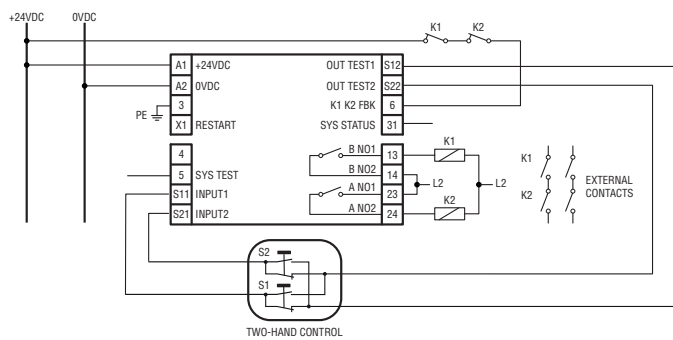 +24VDC 0VDC
K1 K2
A1 +24VDC OUT TEST1 S12
A2 0VDC OUT TEST2 S22
PE 3 K1 K2 FBK 6
X1 RESTART SYS STATUS 31
4 B NO1 13 K1
5 SYS TEST B NO2 14
L2 L2
S11 INPUT1 A NO1 23
S21 INPUT2 A NO2 24 K2
K1
K2
EXTERNAL
CONTACTS
S2
S1
TWO-HAND CONTROL